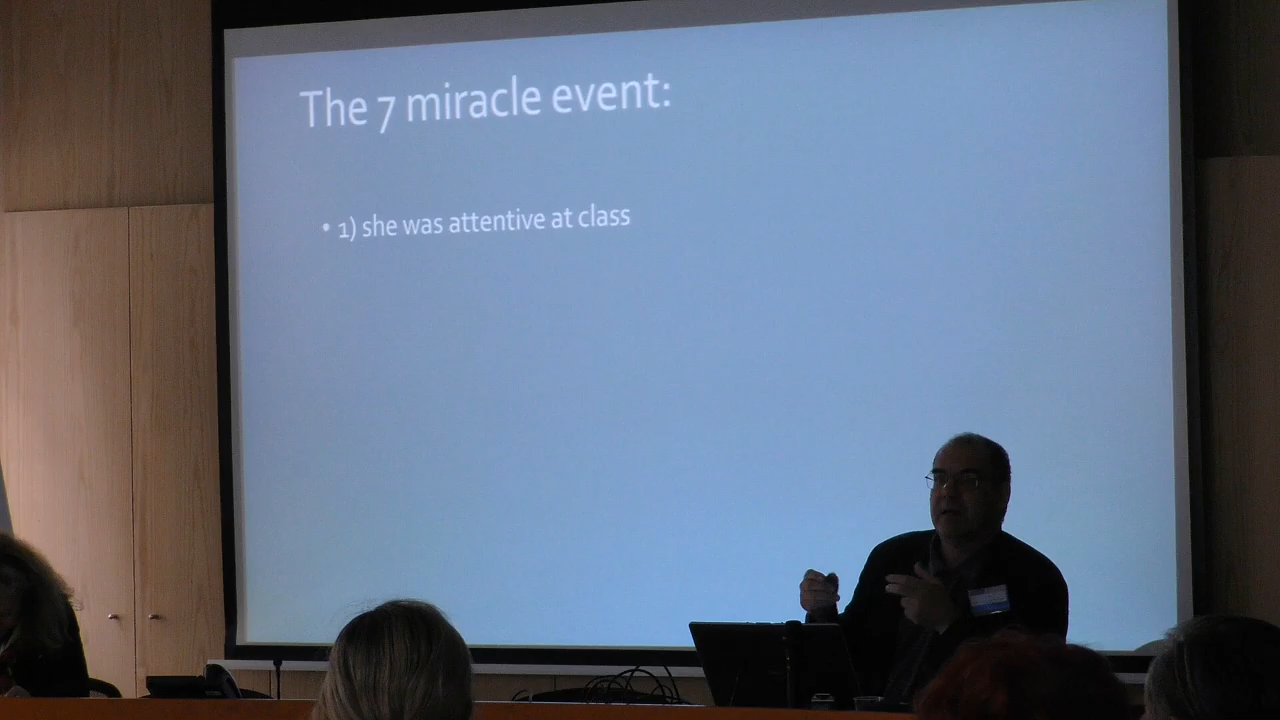 The 7 miracle event:
• 1) she was attentive at class